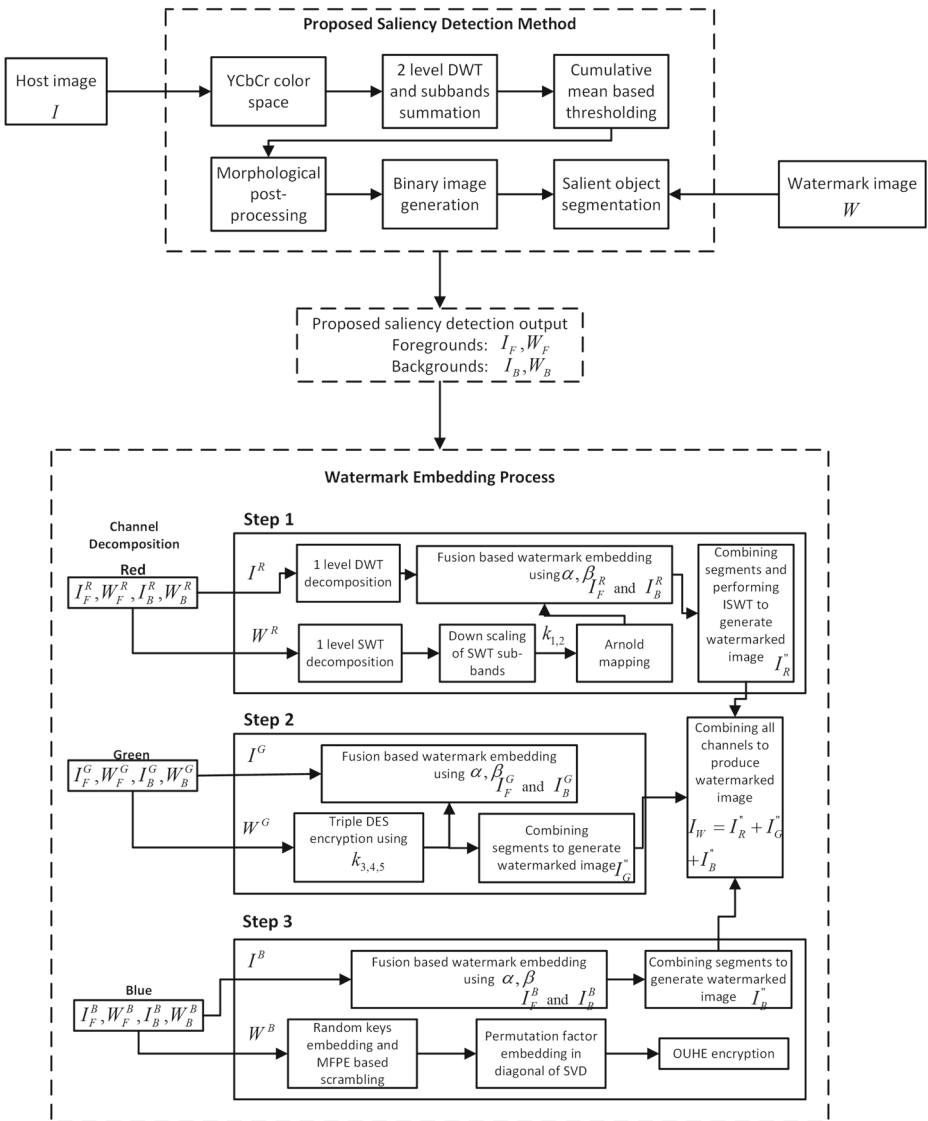 Proposed Saliency Detection Method
Host image
I
YCbCr color
space
2 level DWT
and subbands
summation
Cumulative
mean based
thresholding
Morphological
post-
processing
Binary image
generation
Salient object
segmentation
Watermark image
W
Proposed saliency detection output
Foregrounds: I_F, W_F
Backgrounds: I_B, W_B
Watermark Embedding Process
Channel
Decomposition
Red
I_F^R, W_F^R, I_B^R, W_B^R
Step 1
I^R
1 level DWT
decomposition
Fusion based watermark embedding
using α, β
I_F^R and I_B^R
Combining
segments and
performing
ISWT to
generate
watermarked
image I_R^"
W^R
1 level SWT
decomposition
Down scaling
of SWT sub-
bands
k_{1,2}
Arnold
mapping
Step 2
Green
I_F^G, W_F^G, I_B^G, W_B^G
I^G
Fusion based watermark embedding
using α, β
I_F^G and I_B^G
W^G
Triple DES
encryption using
k_{3,4,5}
Combining
segments to generate
watermarked image I_G^"
Combining all
channels to
produce
watermarked
image
I_W = I_R^" + I_G^"
+ I_B^"
Step 3
Blue
I_F^B, W_F^B, I_B^B, W_B^B
I^B
Fusion based watermark embedding
using α, β
I_F^B and I_B^B
Combining segments to
generate watermarked
image I_B^"
W^B
Random keys
embedding and
MFPE based
scrambling
Permutation factor
embedding in
diagonal of SVD
OUHE encryption